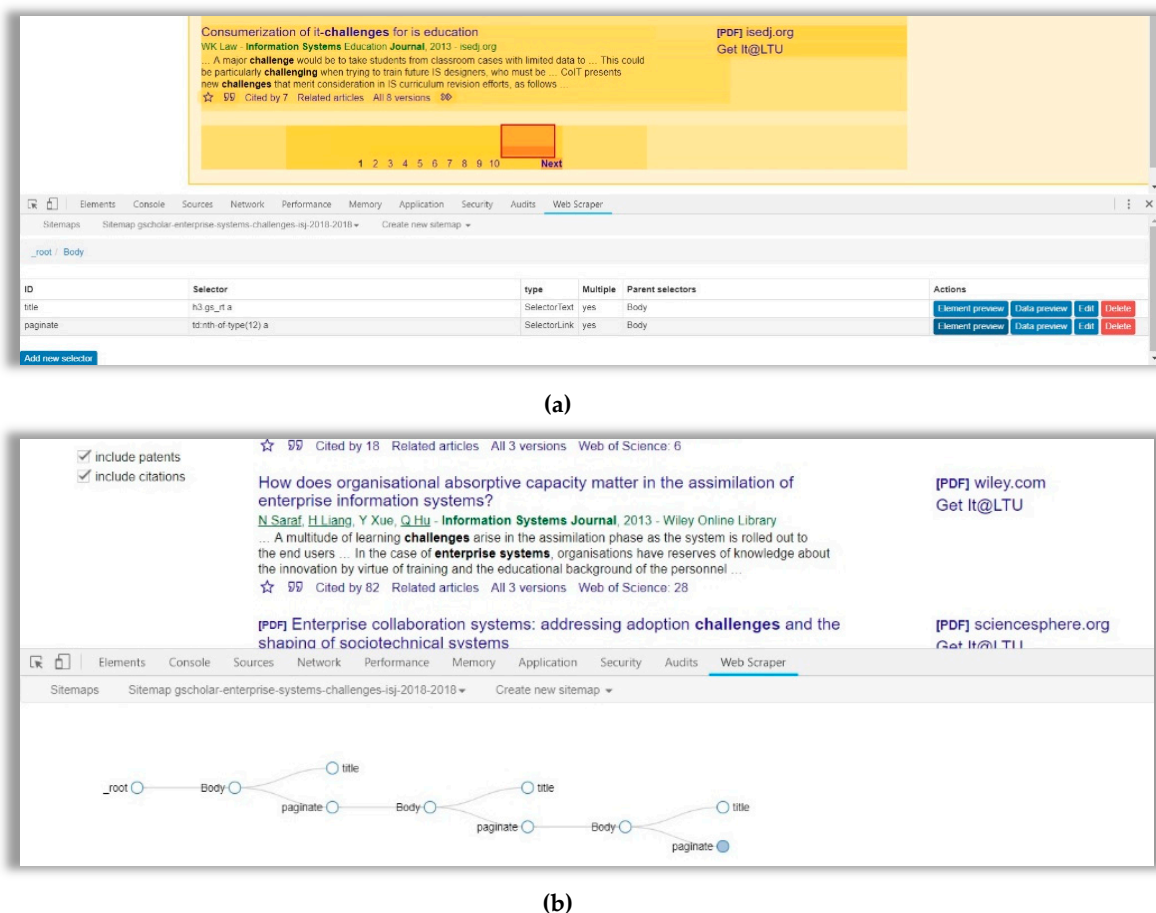 Consumerization of it-challenges for is education
[PDF] isedj.org
WK Law - Information Systems Education Journal, 2013 - isedj.org
Get It@LTU
... A major challenge would be to take students from classroom cases with limited data to ... This could
be particularly challenging when trying to train future IS designers, who must be ... CoIT presents
new challenges that merit consideration in IS curriculum revision efforts, as follows ...
Cited by 7 Related articles All 8 versions
1 2 3 4 5 6 7 8 9 10 Next
Elements Console Sources Network Performance Memory Application Security Audits Web Scraper
Sitemaps Sitemap gscholar-enterprise-systems-challenges-isj-2018-2018 Create new sitemap
_root / Body
ID Selector type Multiple Parent selectors Actions
title h3.gs_rt a SelectorText yes Body Element preview Data preview Edit Delete
paginate td:nth-of-type(12) a SelectorLink yes Body Element preview Data preview Edit Delete
Add new selector
(a)
Cited by 18 Related articles All 3 versions Web of Science: 6
include patents
include citations
How does organisational absorptive capacity matter in the assimilation of
enterprise information systems?
[PDF] wiley.com
Get It@LTU
N Saraf, H Liang, Y Xue, Q Hu - Information Systems Journal, 2013 - Wiley Online Library
... A multitude of learning challenges arise in the assimilation phase as the system is rolled out to
the end users ... In the case of enterprise systems, organisations have reserves of knowledge about
the innovation by virtue of training and the educational background of the personnel ...
Cited by 82 Related articles All 3 versions Web of Science: 28
[PDF] Enterprise collaboration systems: addressing adoption challenges and the
shaping of sociotechnical systems
[PDF] sciencesphere.org
Get It@LTU
Elements Console Sources Network Performance Memory Application Security Audits Web Scraper
Sitemaps Sitemap gscholar-enterprise-systems-challenges-isj-2018-2018 Create new sitemap
title
_root Body
title
paginate Body
title
paginate Body
paginate
(b)